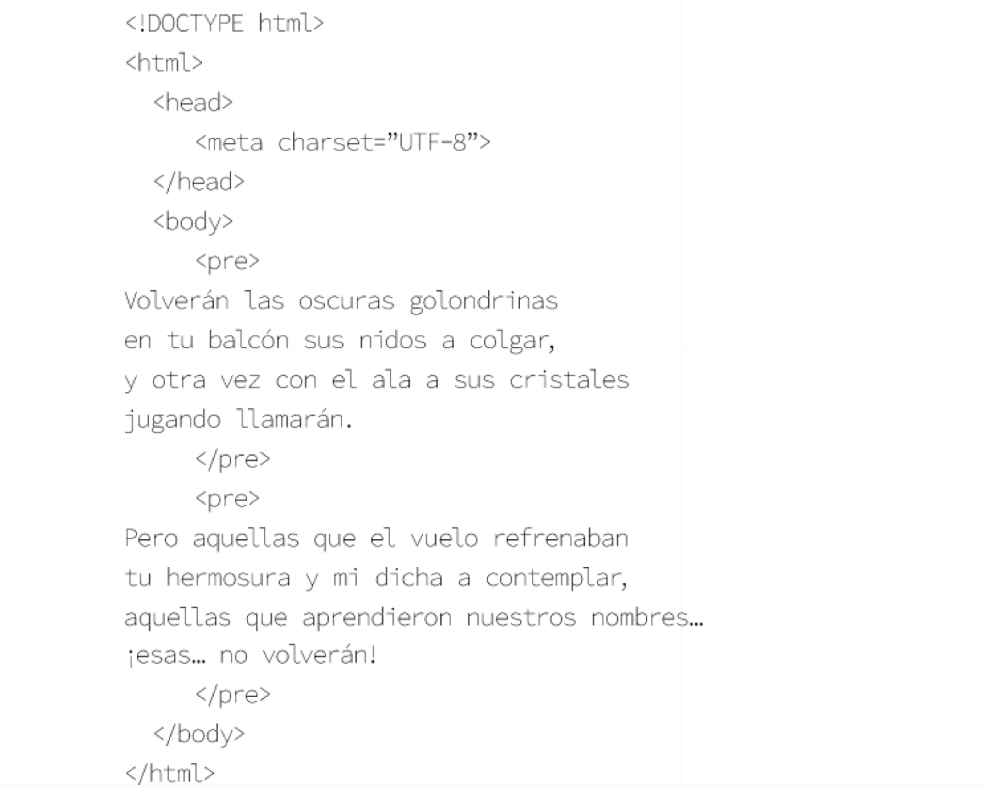 <!DOCTYPE html>
<html>
<head>
<meta charset=”UTF-8”>
</head>
<body>
<pre>
Volverán las oscuras golondrinas
en tu balcón sus nidos a colgar,
y otra vez con el ala a sus cristales
jugando llamarán.
</pre>
<pre>
Pero aquellas que el vuelo refrenaban
tu hermosura y mi dicha a contemplar,
aquellas que aprendieron nuestros nombres…
¡esas… no volverán!
</pre>
</body>
</html>